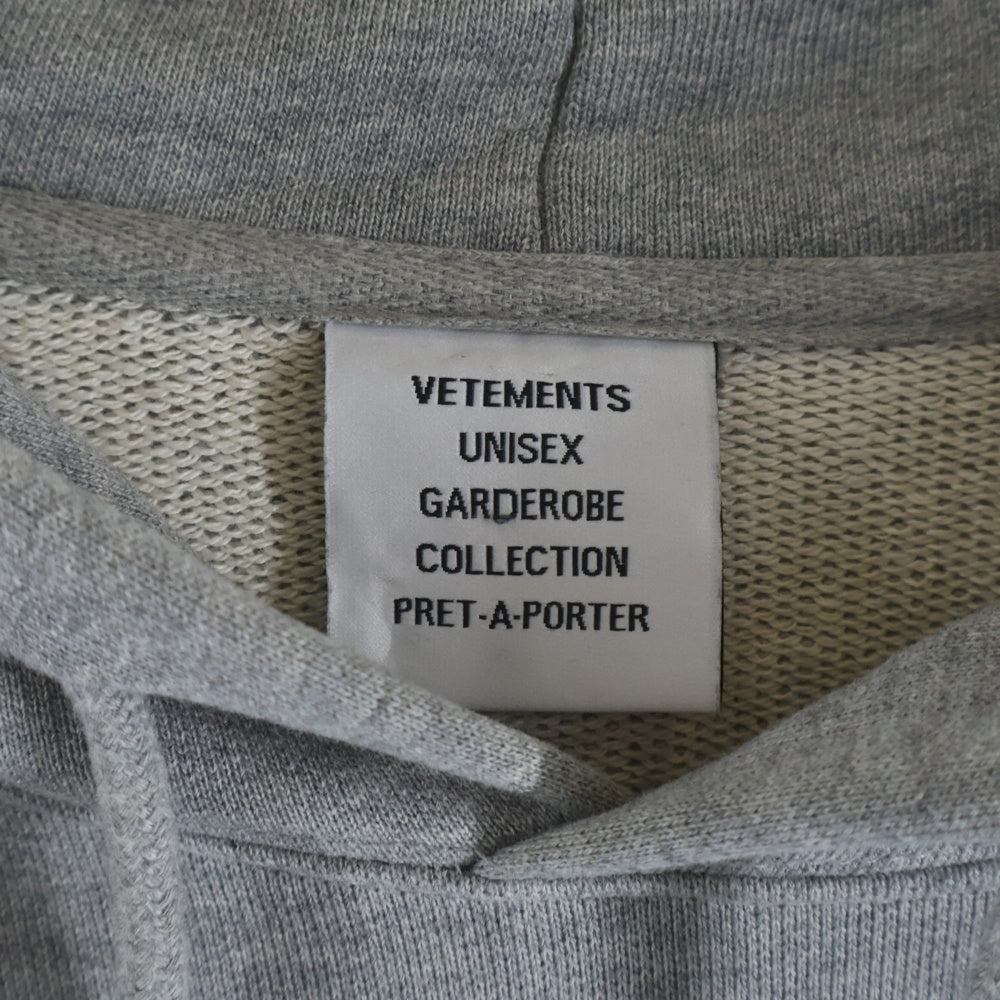 VETEMENTS
UNISEX
GARDEROBE
COLLECTION
PRET-A-PORTER